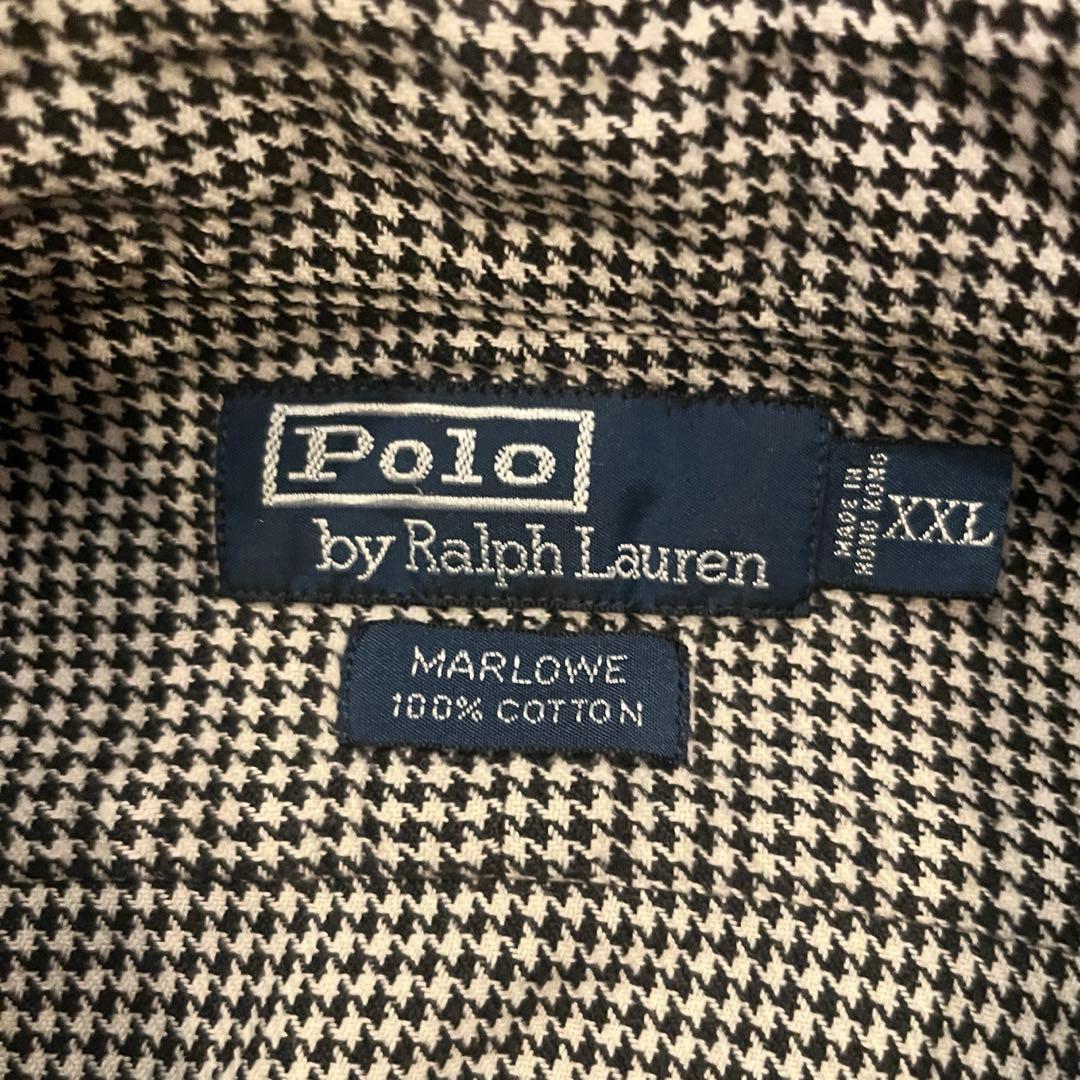 Polo
by Ralph Lauren
MADE IN
HONG KONG
XXL
MARLOWE
100% COTTON